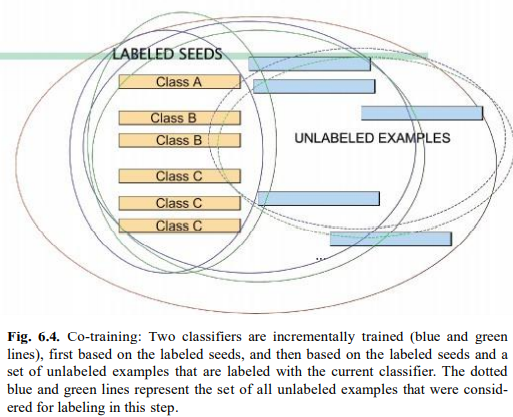 LABELED SEEDS
Class A
Class B
Class B
UNLABELED EXAMPLES
Class C
Class C
Class C
...
Fig. 6.4. Co-training: Two classifiers are incrementally trained (blue and green
lines), first based on the labeled seeds, and then based on the labeled seeds and a
set of unlabeled examples that are labeled with the current classifier. The dotted
blue and green lines represent the set of all unlabeled examples that were consid-
ered for labeling in this step.